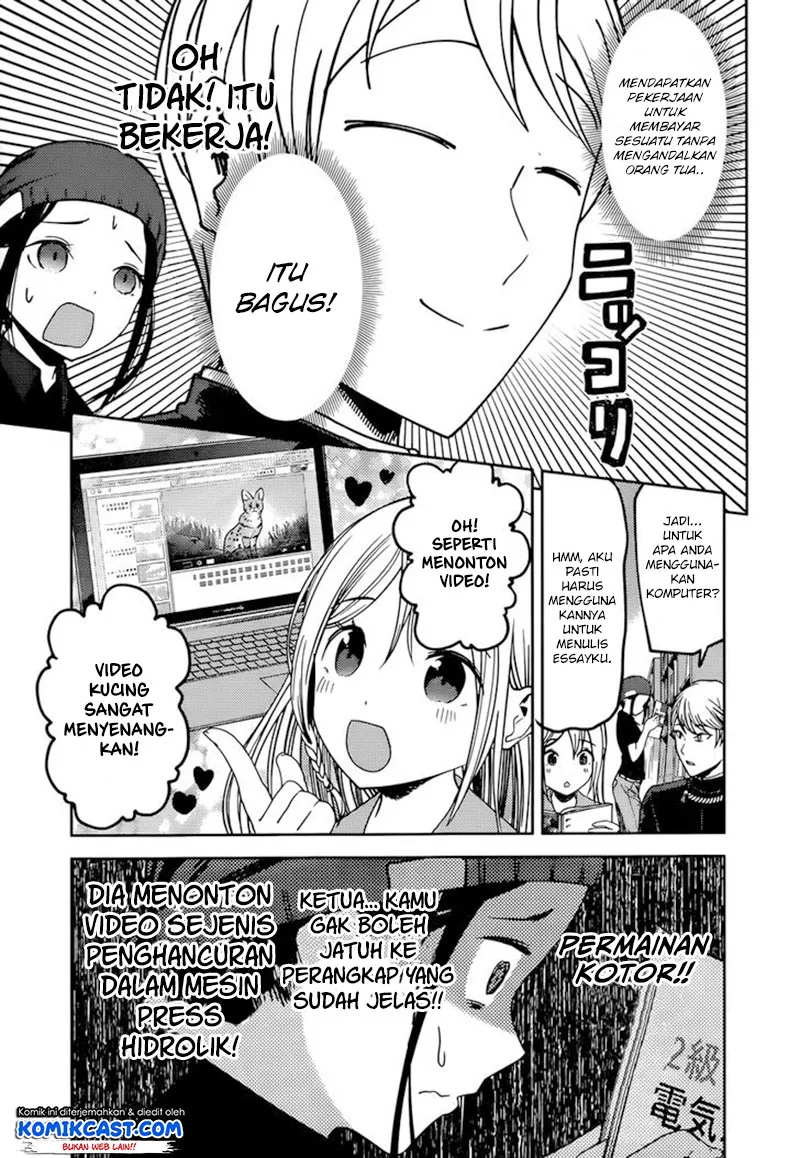 MENDAPATKAN
PEKERJAAN
UNTUK
MEMBAYAR
SESUATU TANPA
MENGANDALKAN
ORANG TUA..
OH
TIDAK! ITU
BEKERJA!
ITU
BAGUS!
ニッコリ
JADI...
UNTUK
APA ANDA
MENGGUNA-
KAN
KOMPUTER?
HMM, AKU
PASTI
HARUS
MENGGUNA
KANNYA
UNTUK
MENULIS
ESSAYKU.
OH!
SEPERTI
MENONTON
VIDEO!
VIDEO
KUCING
SANGAT
MENYENANG-
KAN!
PERMAINAN
KOTOR!!
KETUA... KAMU
GAK BOLEH
JATUH KE
PERANGKAP YANG
SUDAH JELAS!!
DIA MENONTON
VIDEO SEJENIS
PENGHANCURAN
DALAM MESIN
PRESS
HIDROLIK!
2級
電気
Komik ini diterjemahkan & diedit oleh
KOMIKCAST.COM
BUKAN WEB LAIN!!